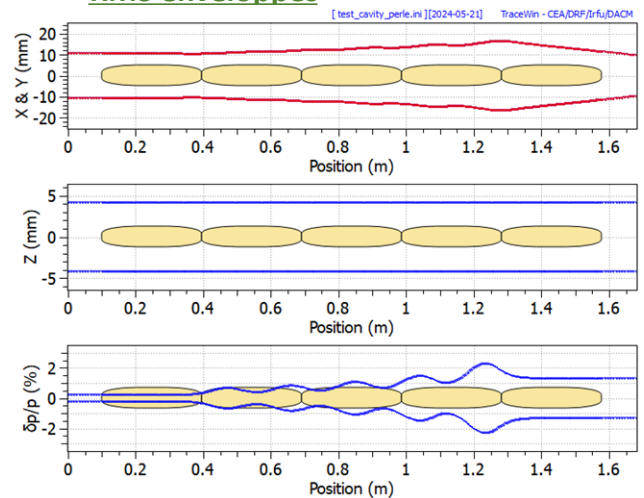 rms enveloppes
[ test_cavity_perle.ini ][2024-05-21] TraceWin - CEA/DRF/Irfu/DACM
X & Y (mm)
20
10
0
-10
-20
0 0.2 0.4 0.6 0.8 1 1.2 1.4 1.6
Position (m)
Z (mm)
5
0
-5
0 0.2 0.4 0.6 0.8 1 1.2 1.4 1.6
Position (m)
δp/p (%)
2
0
-2
0 0.2 0.4 0.6 0.8 1 1.2 1.4 1.6
Position (m)